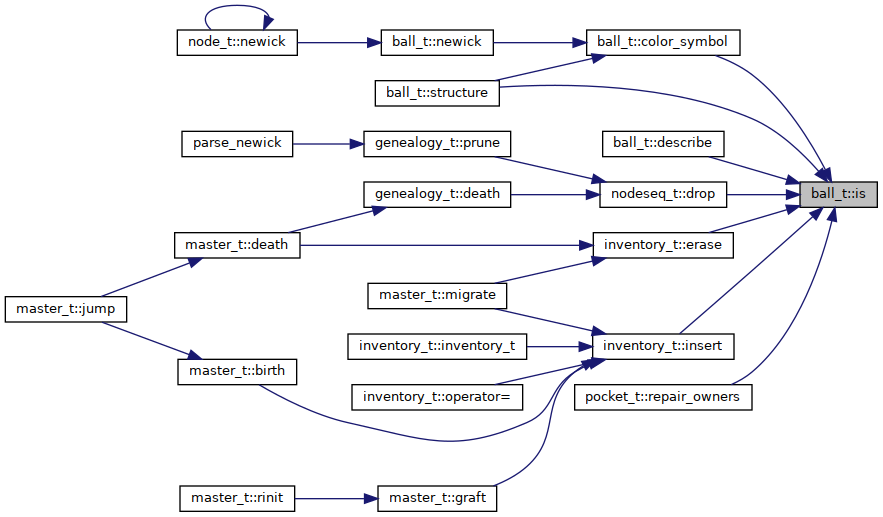 node_t::newick
ball_t::newick
ball_t::color_symbol
ball_t::structure
parse_newick
genealogy_t::prune
ball_t::describe
genealogy_t::death
nodeseq_t::drop
ball_t::is
master_t::death
inventory_t::erase
master_t::jump
master_t::migrate
inventory_t::inventory_t
inventory_t::insert
master_t::birth
inventory_t::operator=
pocket_t::repair_owners
master_t::rinit
master_t::graft